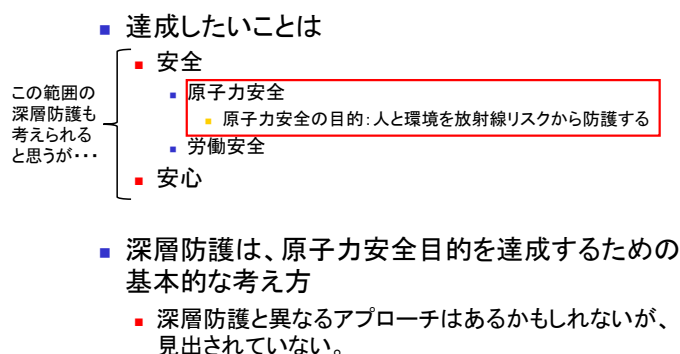 達成したいことは
安全
原子力安全
原子力安全の目的:人と環境を放射線リスクから防護する
労働安全
安心
この範囲の
深層防護も
考えられる
と思うが・・・
深層防護は、原子力安全目的を達成するための
基本的な考え方
深層防護と異なるアプローチはあるかもしれないが、
見出されていない。